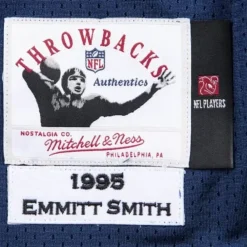 THROWBACKS
NFL
Authentics
NFL PLAYERS
NOSTALGIA CO.
Mitchell & Ness
PHILADELPHIA, PA
1995
EMMITT SMITH